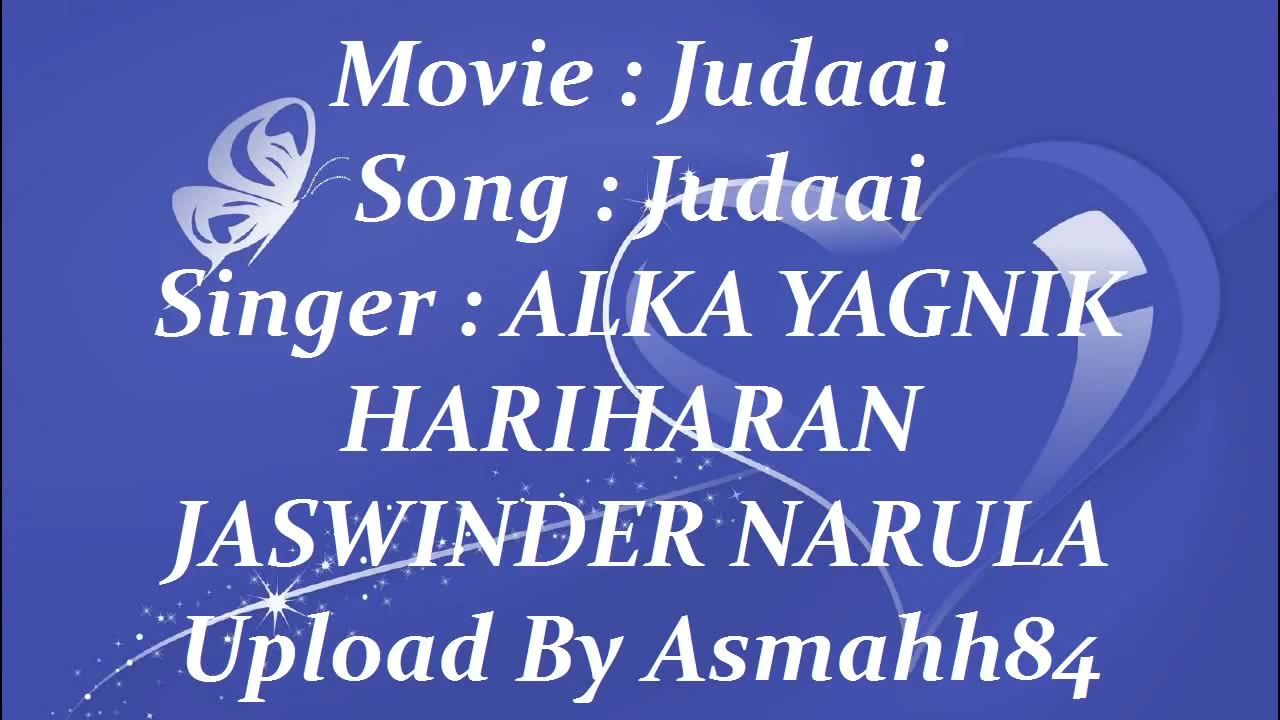 Movie : Judaai
Song : Judaai
Singer : ALKA YAGNIK
HARIHARAN
JASWINDER NARULA
Upload By Asmahh84